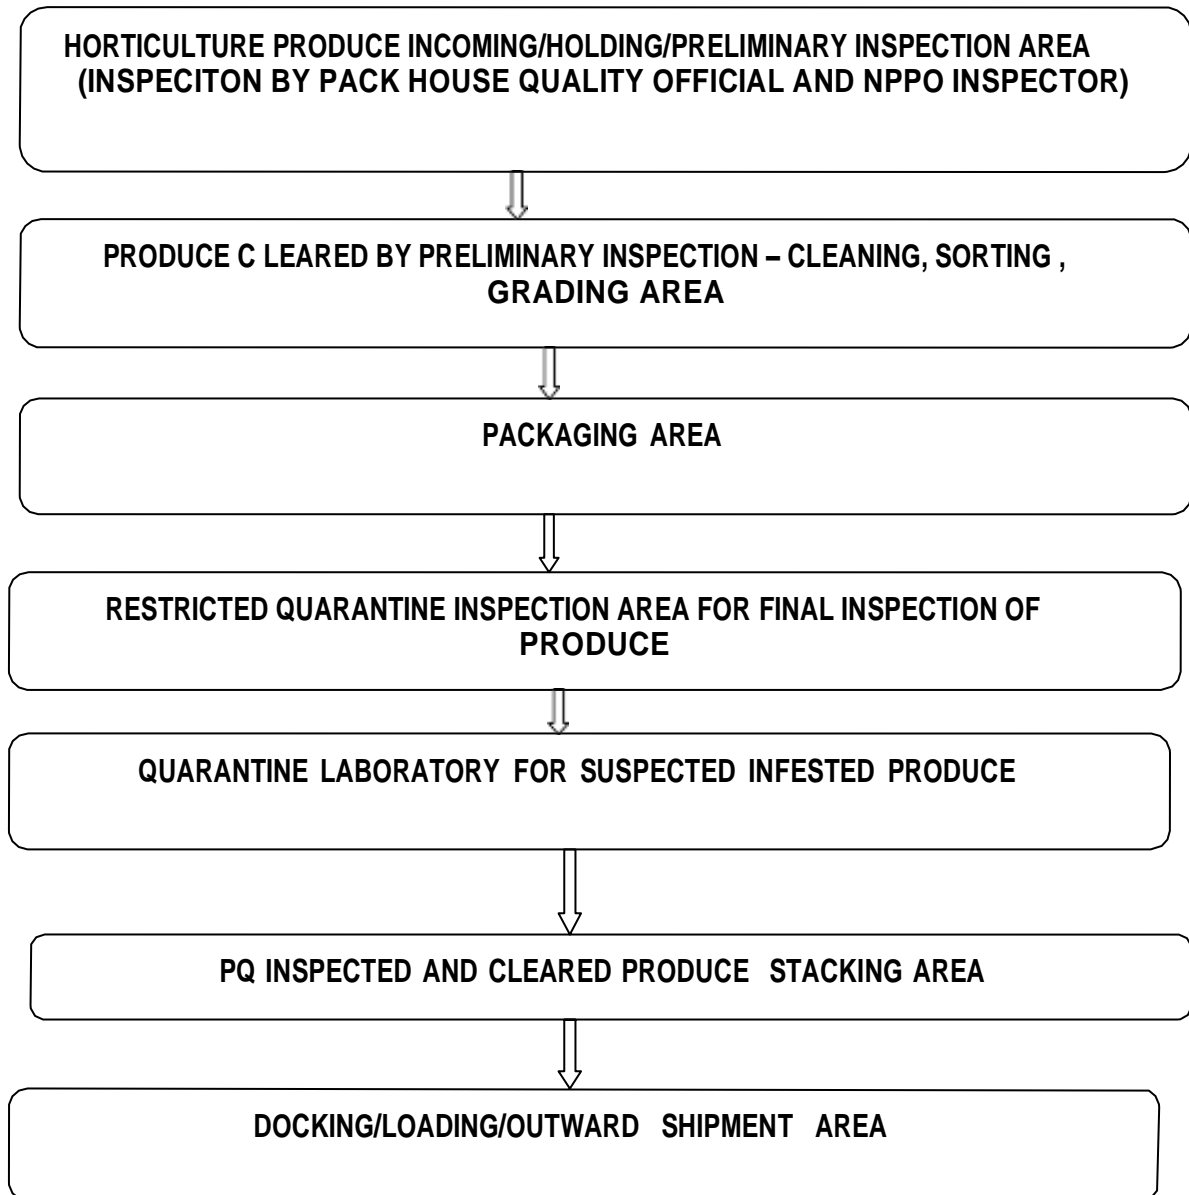 HORTICULTURE PRODUCE INCOMING/HOLDING/PRELIMINARY INSPECTION AREA
(INSPECITON BY PACK HOUSE QUALITY OFFICIAL AND NPPO INSPECTOR)
PRODUCE C LEARED BY PRELIMINARY INSPECTION – CLEANING, SORTING ,
GRADING AREA
PACKAGING AREA
RESTRICTED QUARANTINE INSPECTION AREA FOR FINAL INSPECTION OF
PRODUCE
QUARANTINE LABORATORY FOR SUSPECTED INFESTED PRODUCE
PQ INSPECTED AND CLEARED PRODUCE STACKING AREA
DOCKING/LOADING/OUTWARD SHIPMENT AREA